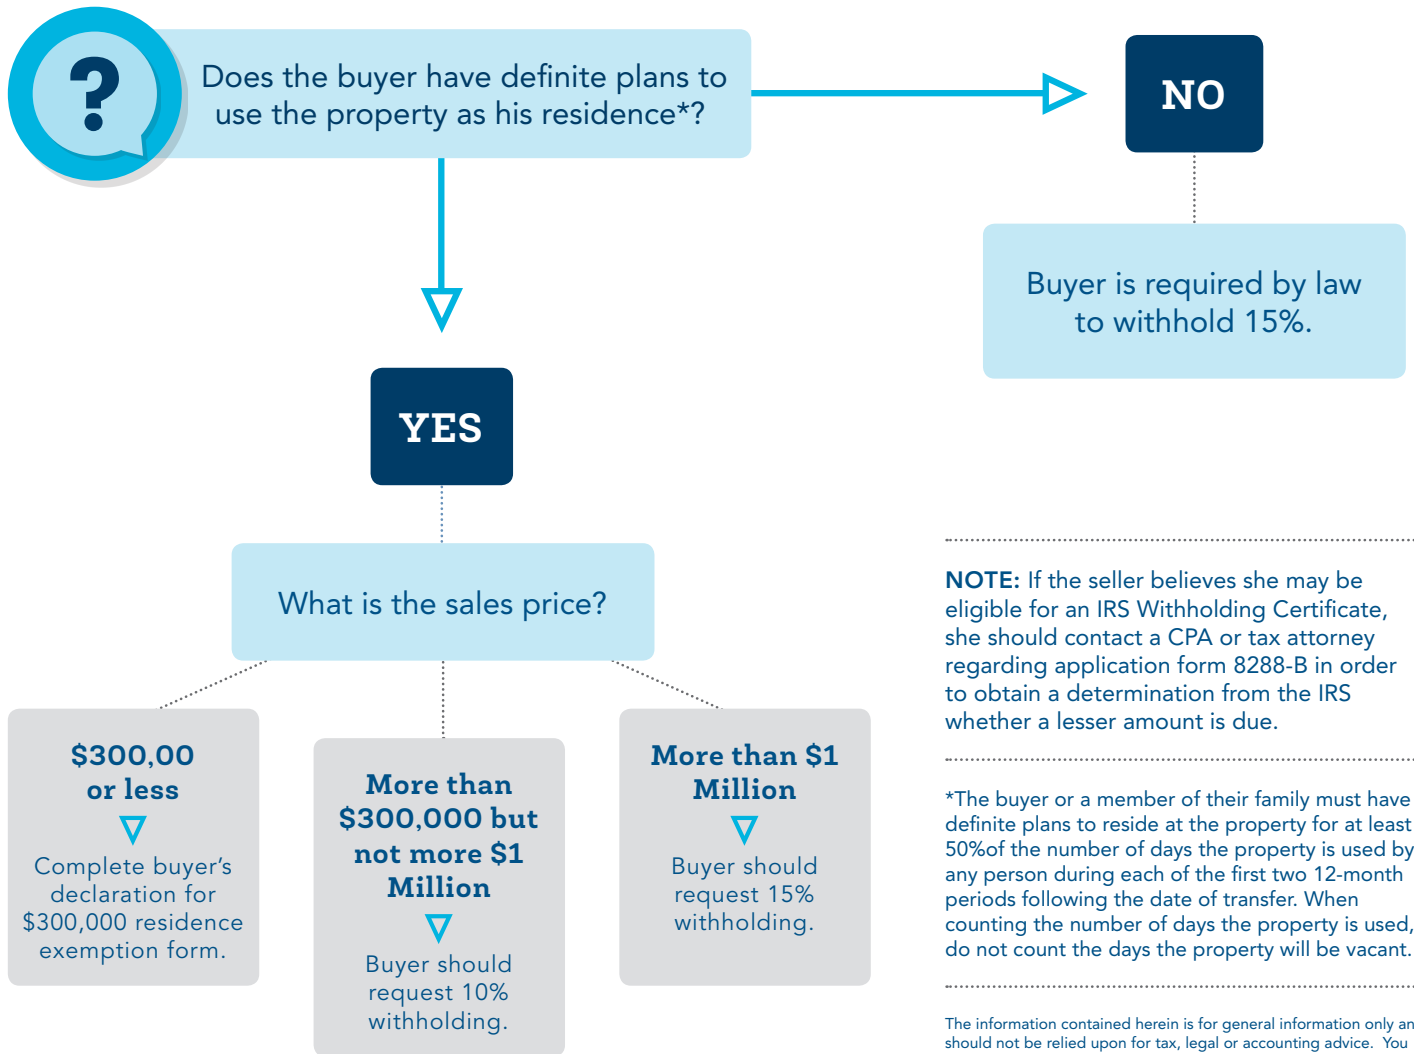 ?
Does the buyer have definite plans to
use the property as his residence*?
NO
Buyer is required by law
to withhold 15%.
YES
What is the sales price?
$300,00
or less
Complete buyer's
declaration for
$300,000 residence
exemption form.
More than
$300,000 but
not more $1
Million
Buyer should
request 10%
withholding.
More than $1
Million
Buyer should
request 15%
withholding.
NOTE: If the seller believes she may be
eligible for an IRS Withholding Certificate,
she should contact a CPA or tax attorney
regarding application form 8288-B in order
to obtain a determination from the IRS
whether a lesser amount is due.
*The buyer or a member of their family must have
definite plans to reside at the property for at least
50%of the number of days the property is used by
any person during each of the first two 12-month
periods following the date of transfer. When
counting the number of days the property is used,
do not count the days the property will be vacant.
The information contained herein is for general information only an
should not be relied upon for tax, legal or accounting advice. You